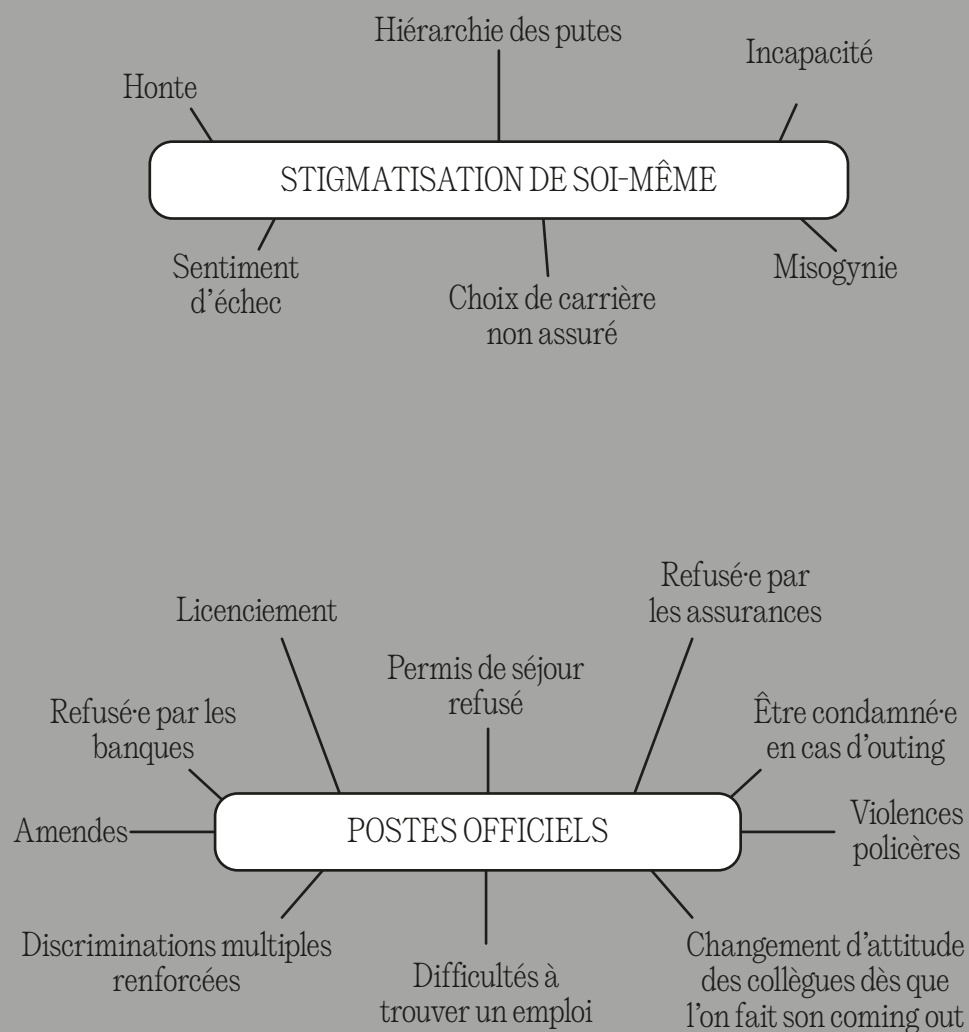 Hiérarchie des putes
Incapacité
Honte
STIGMATISATION DE SOI-MÊME
Sentiment
d'échec
Choix de carrière
non assuré
Misogynie
Licenciement
Refusé·e par
les assurances
Permis de séjour
refusé
Refusé·e par les
banques
Être condamné·e
en cas d'outing
Amendes
POSTES OFFICIELS
Violences
policères
Discriminations multiples
renforcées
Difficultés à
trouver un emploi
Changement d'attitude
des collègues dès que
l'on fait son coming out